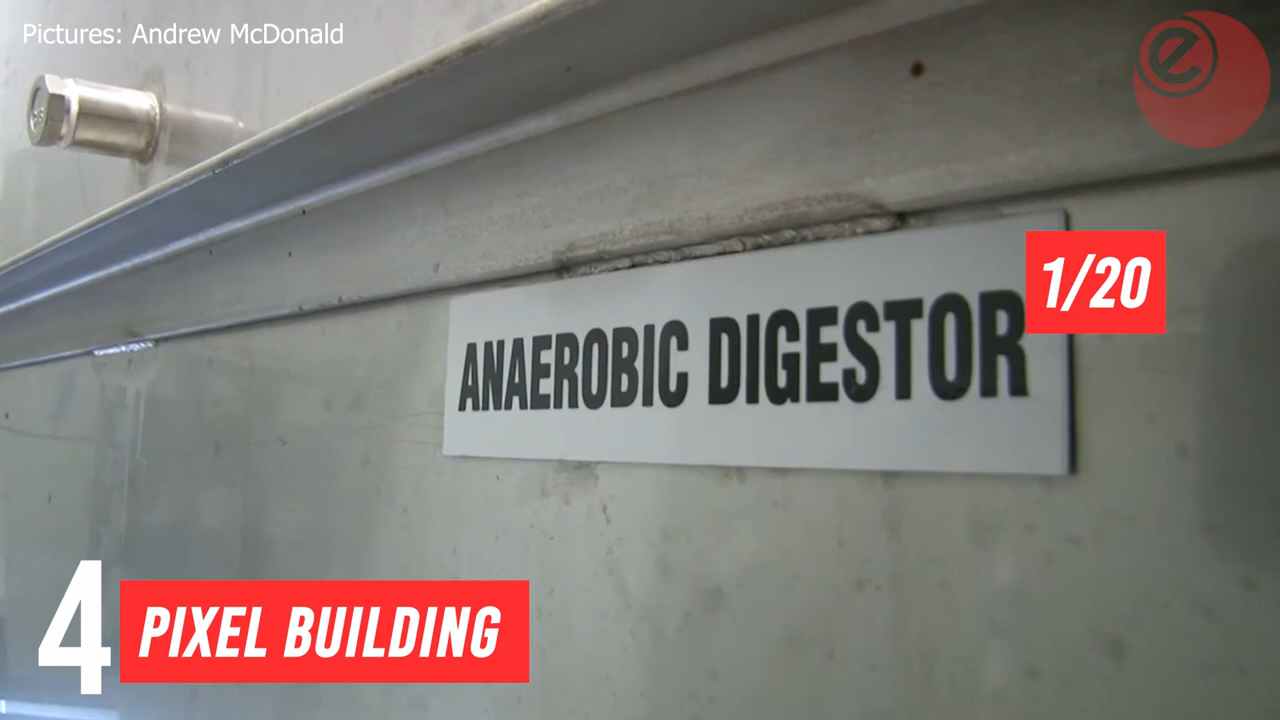 Pictures: Andrew McDonald
e
1/20
ANAEROBIC DIGESTOR
4 PIXEL BUILDING